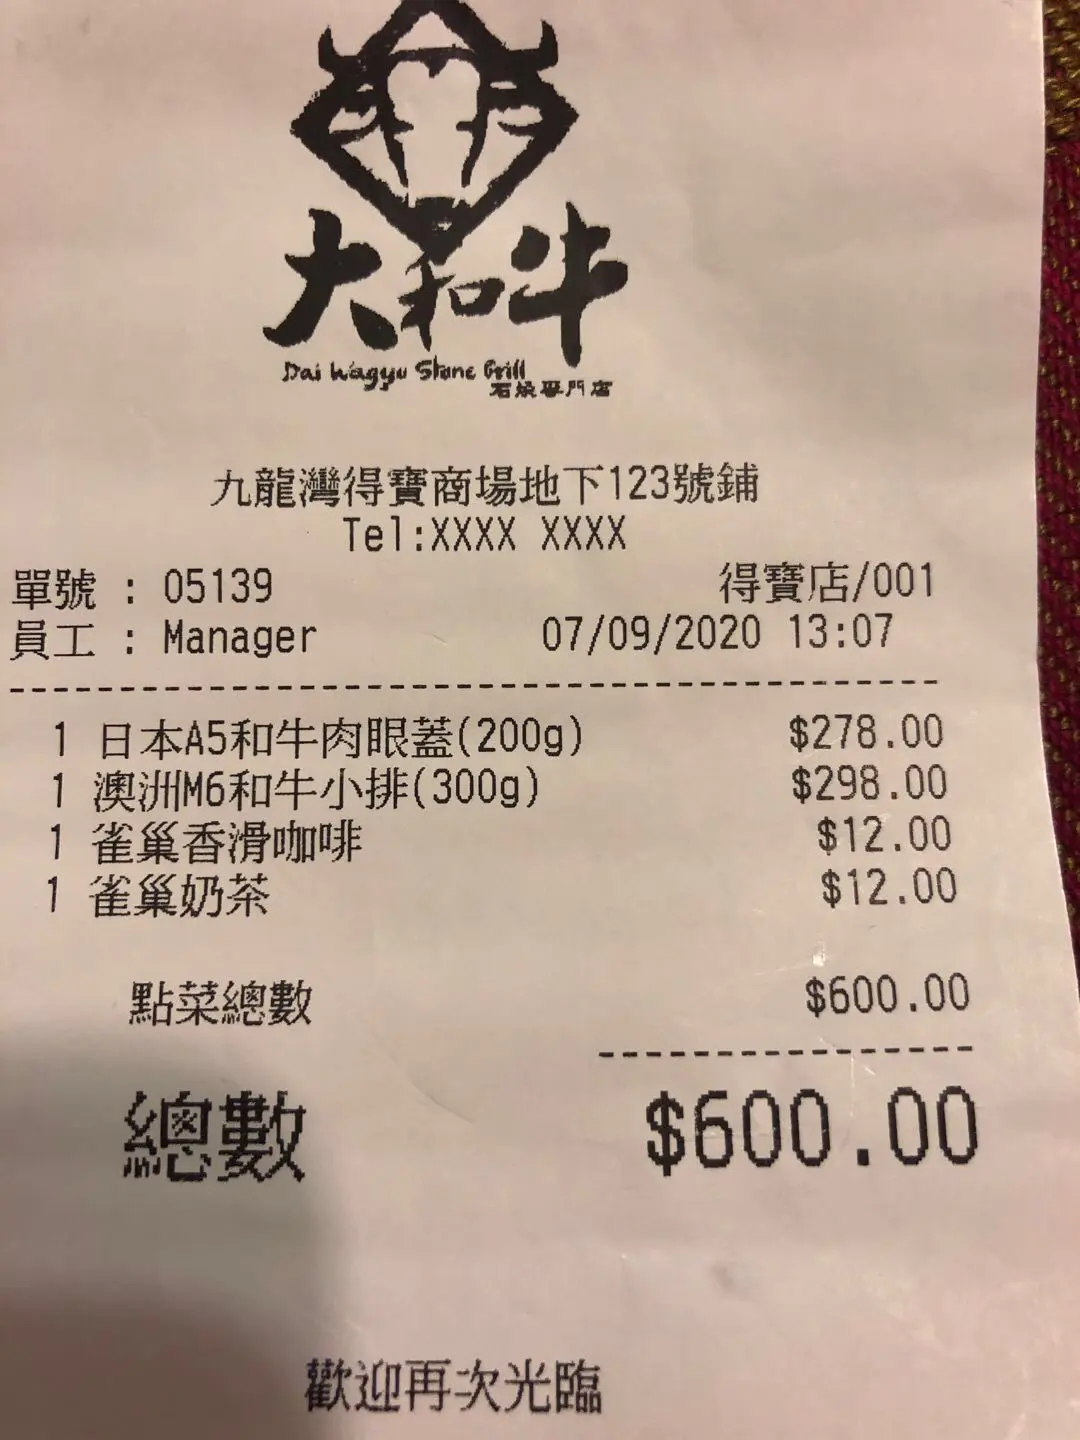 大和牛
Dai Wagyu Stone Grill
石燒專門店
九龍灣得寶商場地下123號鋪
Tel:XXXX XXXX
單號 : 05139 得寶店/001
員工 : Manager 07/09/2020 13:07
1 日本A5和牛肉眼蓋(200g) $278.00
1 澳洲M6和牛小排(300g) $298.00
1 雀巢香滑咖啡 $12.00
1 雀巢奶茶 $12.00
點菜總數 $600.00
總數 $600.00
歡迎再次光臨